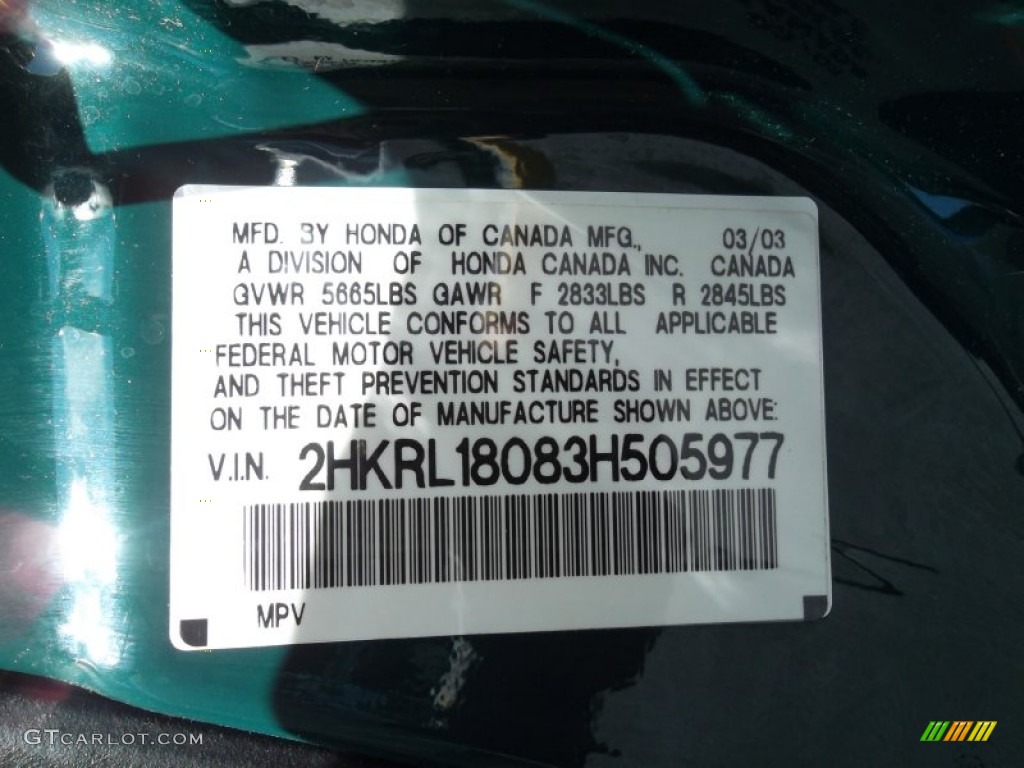 MFD. BY HONDA OF CANADA MFG., 03/03
A DIVISION OF HONDA CANADA INC. CANADA
GVWR 5665LBS GAWR F 2833LBS R 2845LBS
THIS VEHICLE CONFORMS TO ALL APPLICABLE
FEDERAL MOTOR VEHICLE SAFETY,
AND THEFT PREVENTION STANDARDS IN EFFECT
ON THE DATE OF MANUFACTURE SHOWN ABOVE:
V.I.N. 2HKRL18083H505977
MPV
GTCARLOT.COM